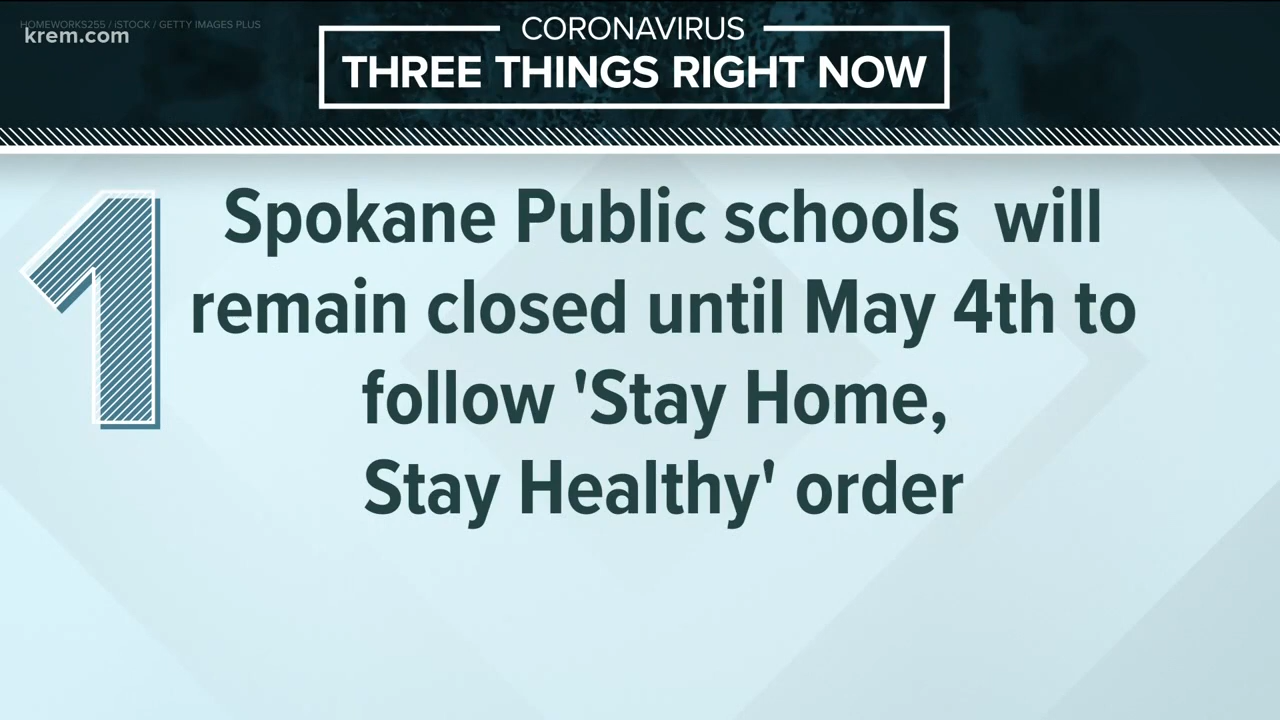 HOMEWORKS255 / iSTOCK / GETTY IMAGES PLUS
krem.com
CORONAVIRUS
THREE THINGS RIGHT NOW
1
Spokane Public schools  will
remain closed until May 4th to
follow 'Stay Home,
Stay Healthy' order